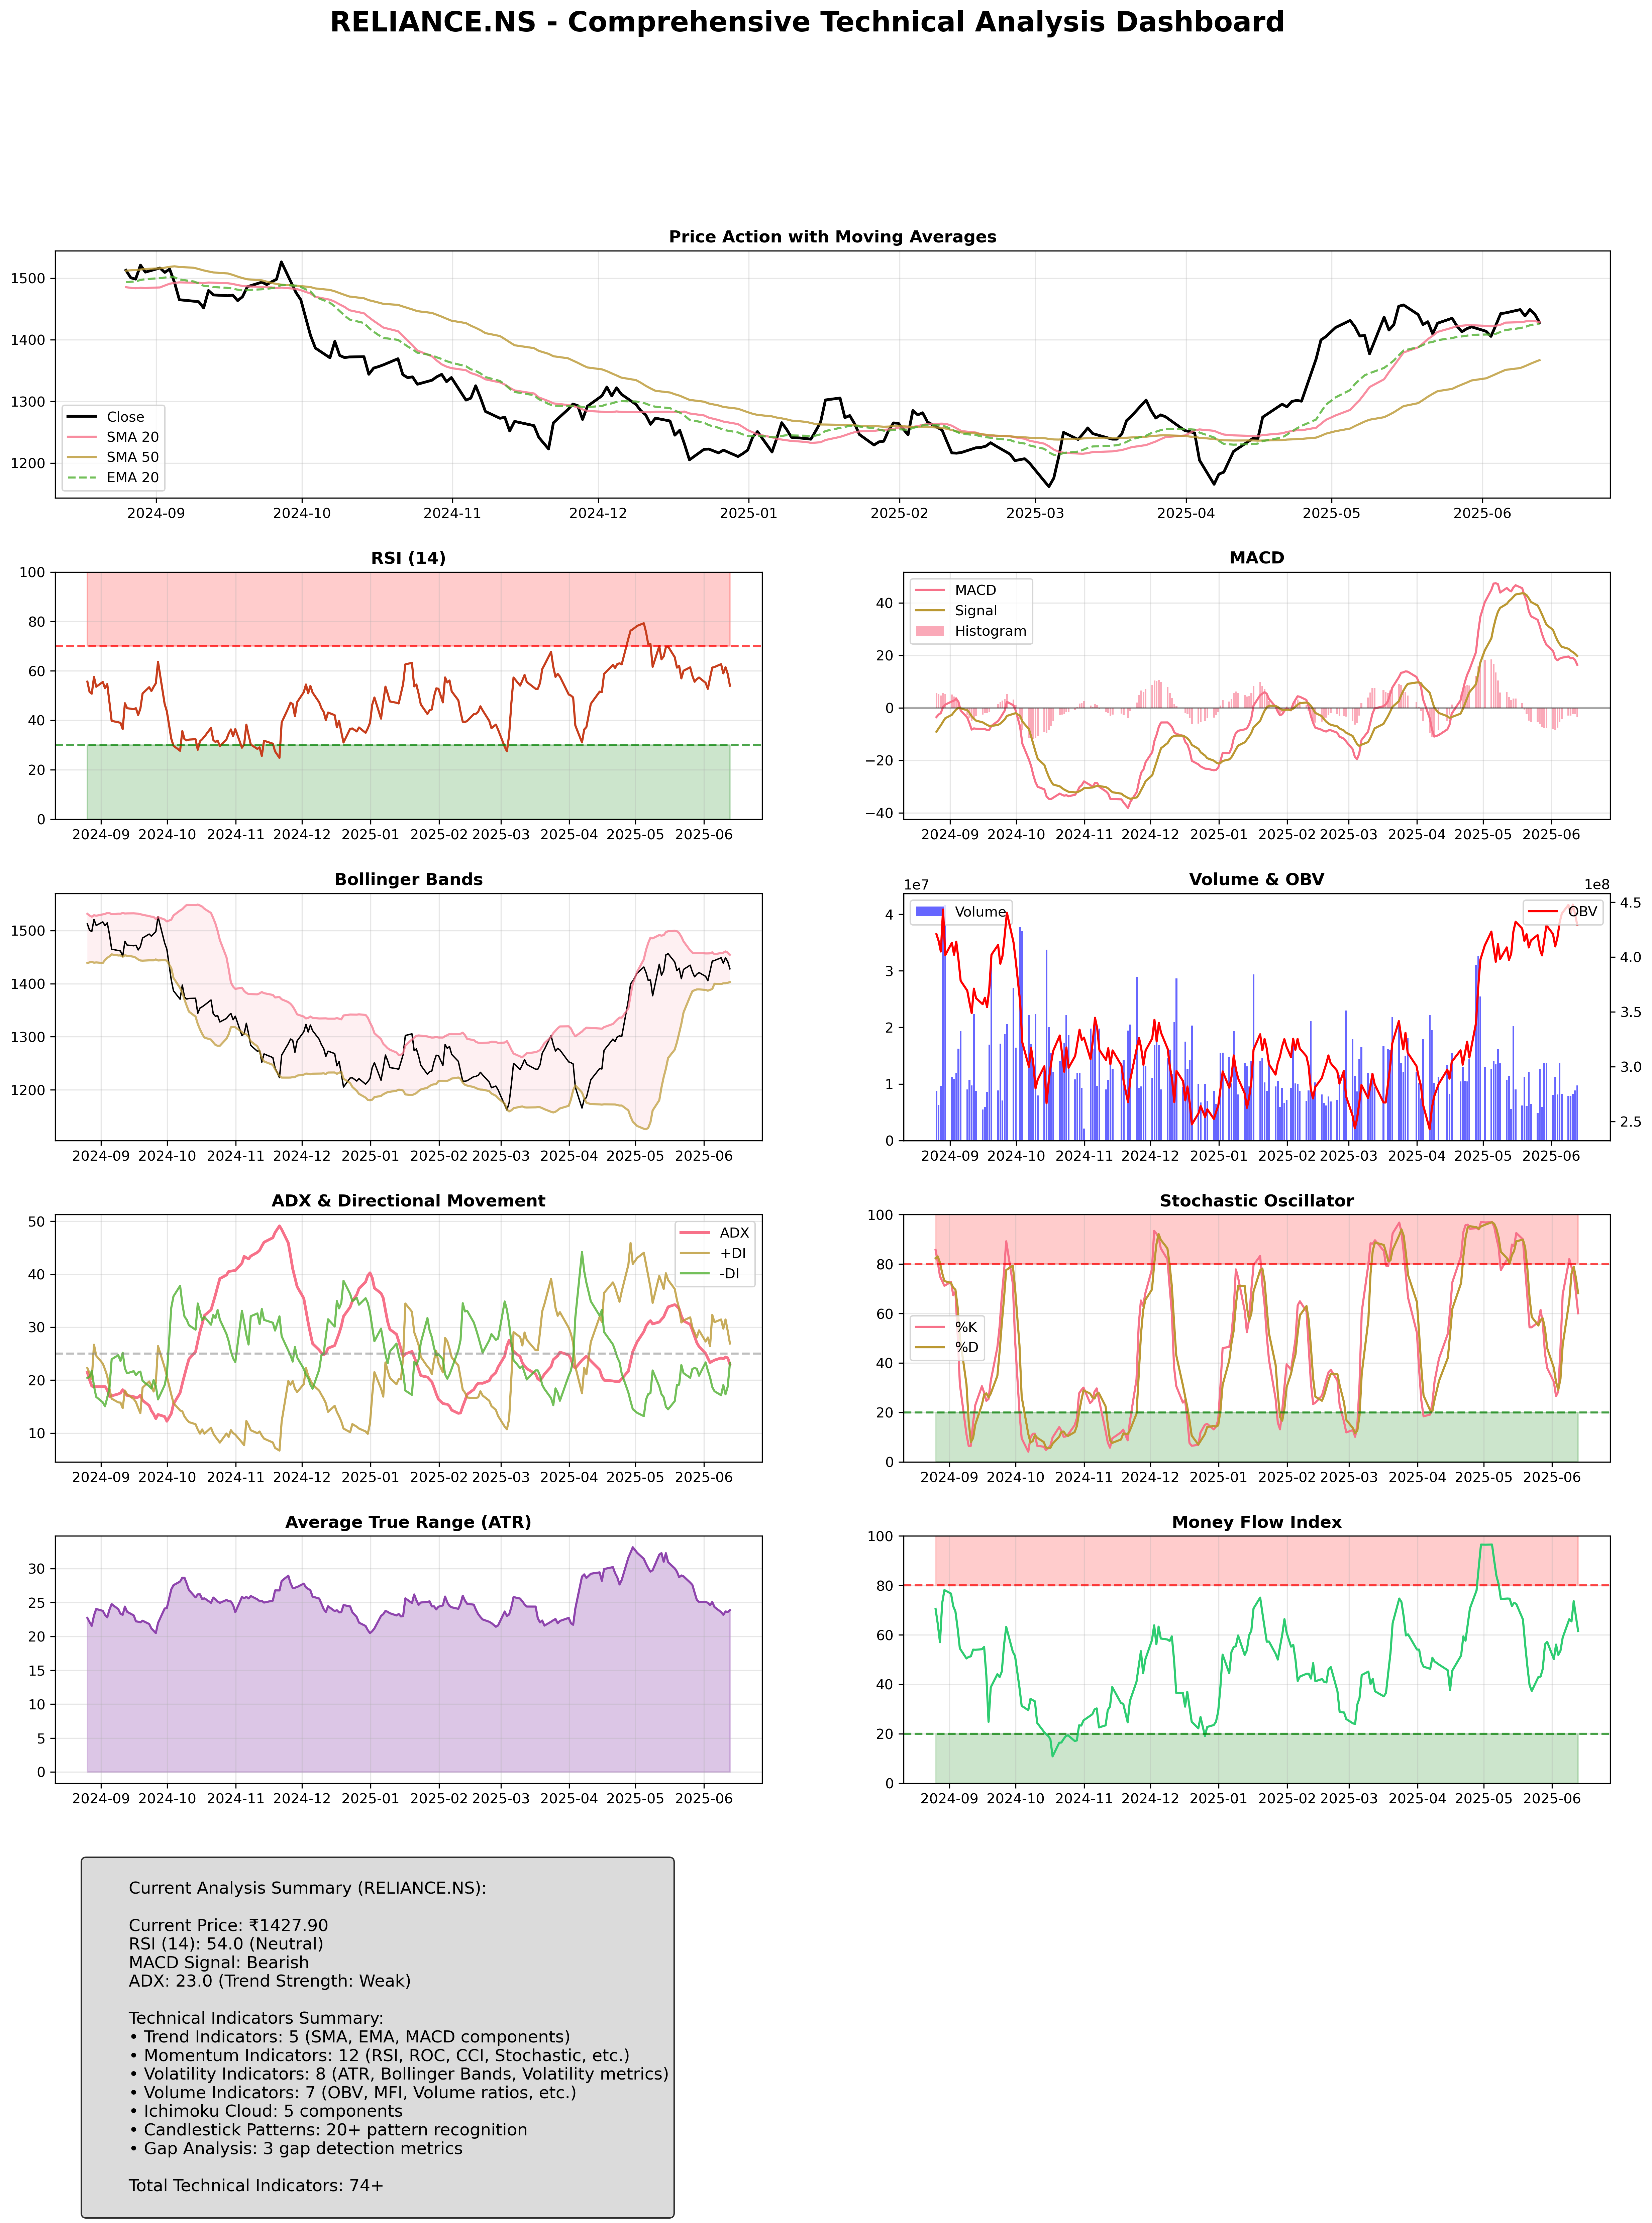 RELIANCE.NS - Comprehensive Technical Analysis Dashboard
Price Action with Moving Averages
1500
1400
1300
1200
Close
SMA 20
SMA 50
EMA 20
2024-09 2024-10 2024-11 2024-12 2025-01 2025-02 2025-03 2025-04 2025-05 2025-06
RSI (14)
100
80
60
40
20
0
2024-09 2024-10 2024-11 2024-12 2025-01 2025-02 2025-03 2025-04 2025-05 2025-06
MACD
40
20
0
−20
−40
MACD
Signal
Histogram
2024-09 2024-10 2024-11 2024-12 2025-01 2025-02 2025-03 2025-04 2025-05 2025-06
Bollinger Bands
1500
1400
1300
1200
2024-09 2024-10 2024-11 2024-12 2025-01 2025-02 2025-03 2025-04 2025-05 2025-06
Volume & OBV
1e7
1e8
4
3
2
1
0
Volume
OBV
4.5
4.0
3.5
3.0
2.5
2024-09 2024-10 2024-11 2024-12 2025-01 2025-02 2025-03 2025-04 2025-05 2025-06
ADX & Directional Movement
50
40
30
20
10
ADX
+DI
-DI
2024-09 2024-10 2024-11 2024-12 2025-01 2025-02 2025-03 2025-04 2025-05 2025-06
Stochastic Oscillator
100
80
60
40
20
0
%K
%D
2024-09 2024-10 2024-11 2024-12 2025-01 2025-02 2025-03 2025-04 2025-05 2025-06
Average True Range (ATR)
30
25
20
15
10
5
0
2024-09 2024-10 2024-11 2024-12 2025-01 2025-02 2025-03 2025-04 2025-05 2025-06
Money Flow Index
100
80
60
40
20
0
2024-09 2024-10 2024-11 2024-12 2025-01 2025-02 2025-03 2025-04 2025-05 2025-06
Current Analysis Summary (RELIANCE.NS):
Current Price: ₹1427.90
RSI (14): 54.0 (Neutral)
MACD Signal: Bearish
ADX: 23.0 (Trend Strength: Weak)
Technical Indicators Summary:
• Trend Indicators: 5 (SMA, EMA, MACD components)
• Momentum Indicators: 12 (RSI, ROC, CCI, Stochastic, etc.)
• Volatility Indicators: 8 (ATR, Bollinger Bands, Volatility metrics)
• Volume Indicators: 7 (OBV, MFI, Volume ratios, etc.)
• Ichimoku Cloud: 5 components
• Candlestick Patterns: 20+ pattern recognition
• Gap Analysis: 3 gap detection metrics
Total Technical Indicators: 74+